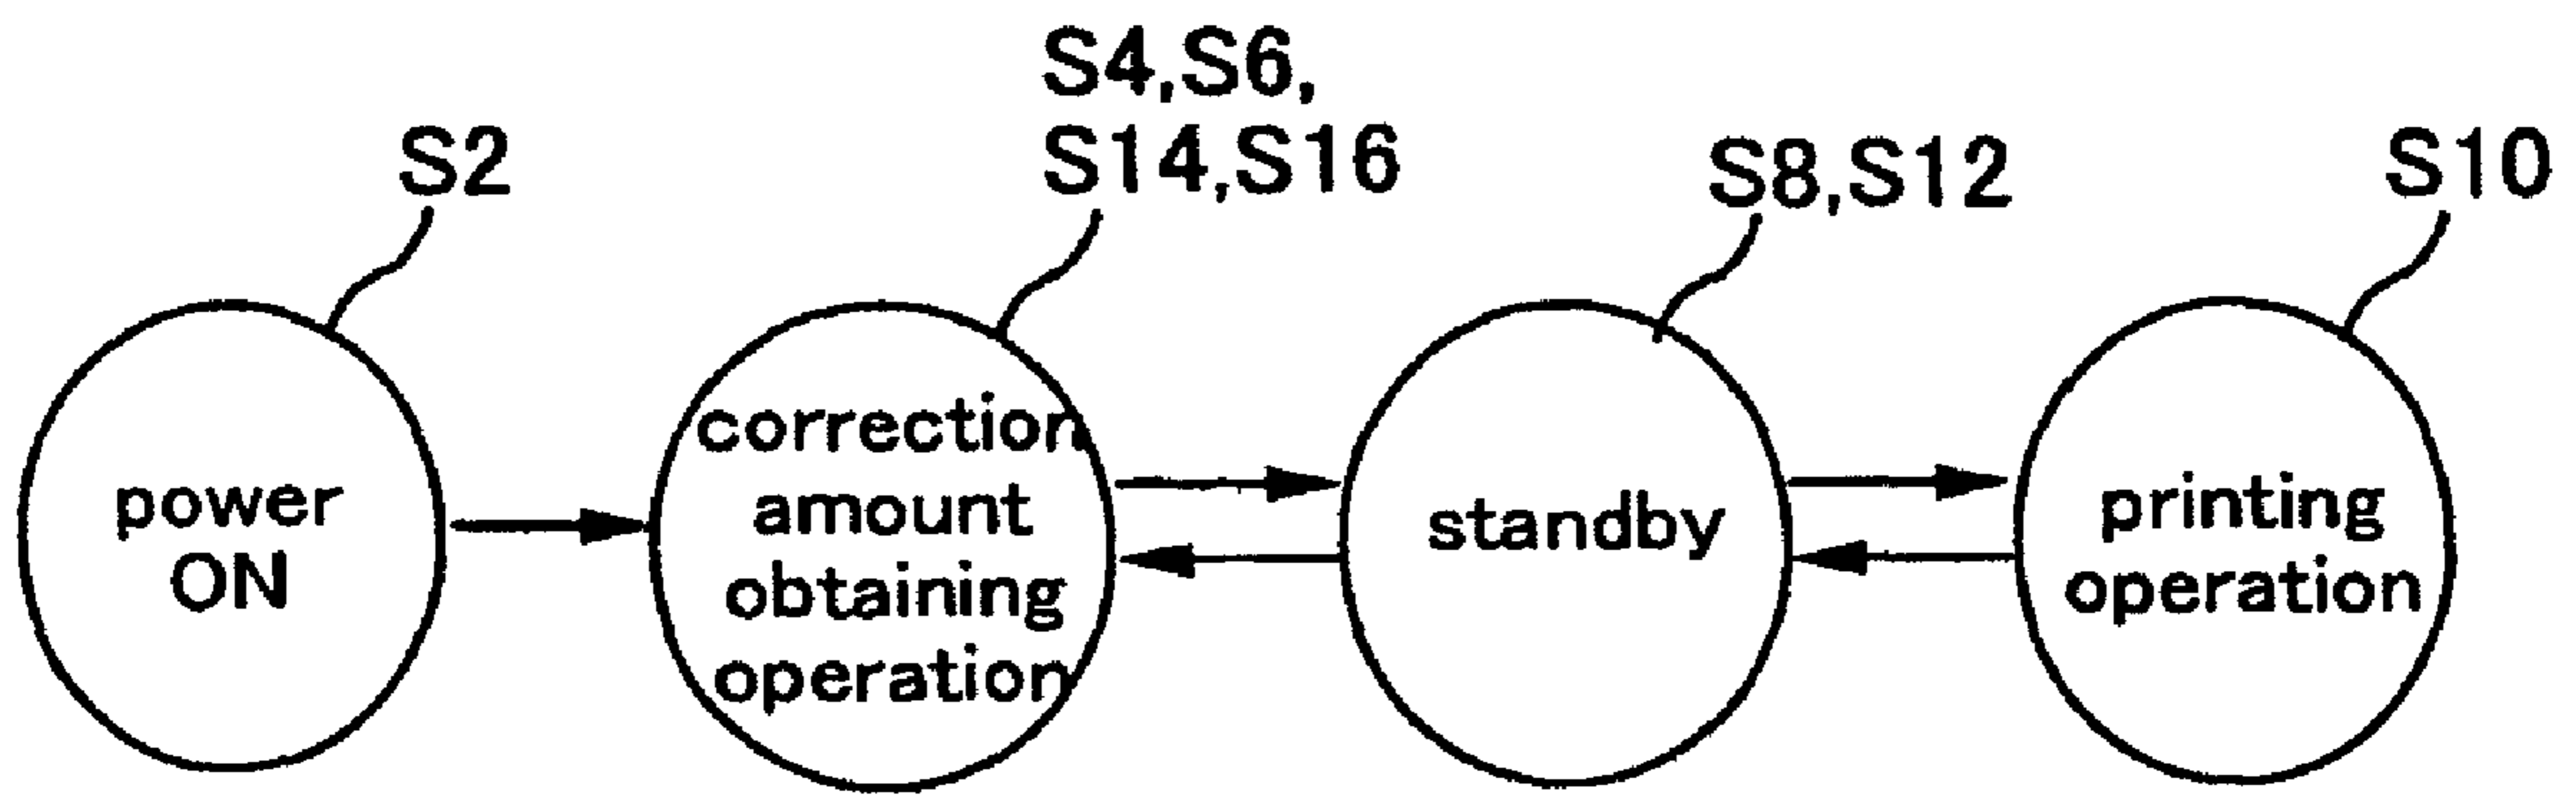 S2
S4,S6,
S14,S16
S8,S12
S10
power
ON
correction
amount
obtaining
operation
standby
printing
operation